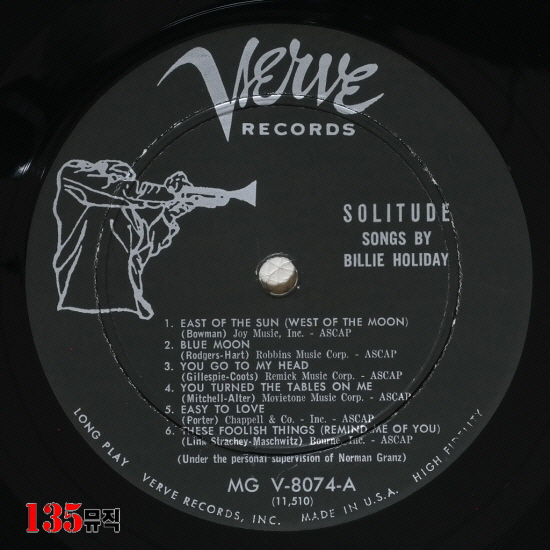 Verve
RECORDS
SOLITUDE
SONGS BY
BILLIE HOLIDAY
1. EAST OF THE SUN (WEST OF THE MOON)
(Bowman) Joy Music, Inc. - ASCAP
2. BLUE MOON
(Rodgers-Hart) Robbins Music Corp. - ASCAP
3. YOU GO TO MY HEAD
(Gillespie-Coots) Remick Music Corp. - ASCAP
4. YOU TURNED THE TABLES ON ME
(Mitchell-Alter) Movietone Music Corp. - ASCAP
5. EASY TO LOVE
(Porter) Chappell & Co. - Inc. - ASCAP
6. THESE FOOLISH THINGS (REMIND ME OF YOU)
(Link-Strachey-Maschwitz) Bourne, Inc. - ASCAP
(Under the personal supervision of Norman Granz)
MG V-8074-A
(11,510)
LONG PLAY VERVE RECORDS, INC. MADE IN U.S.A. HIGH FIDELITY
135뮤직